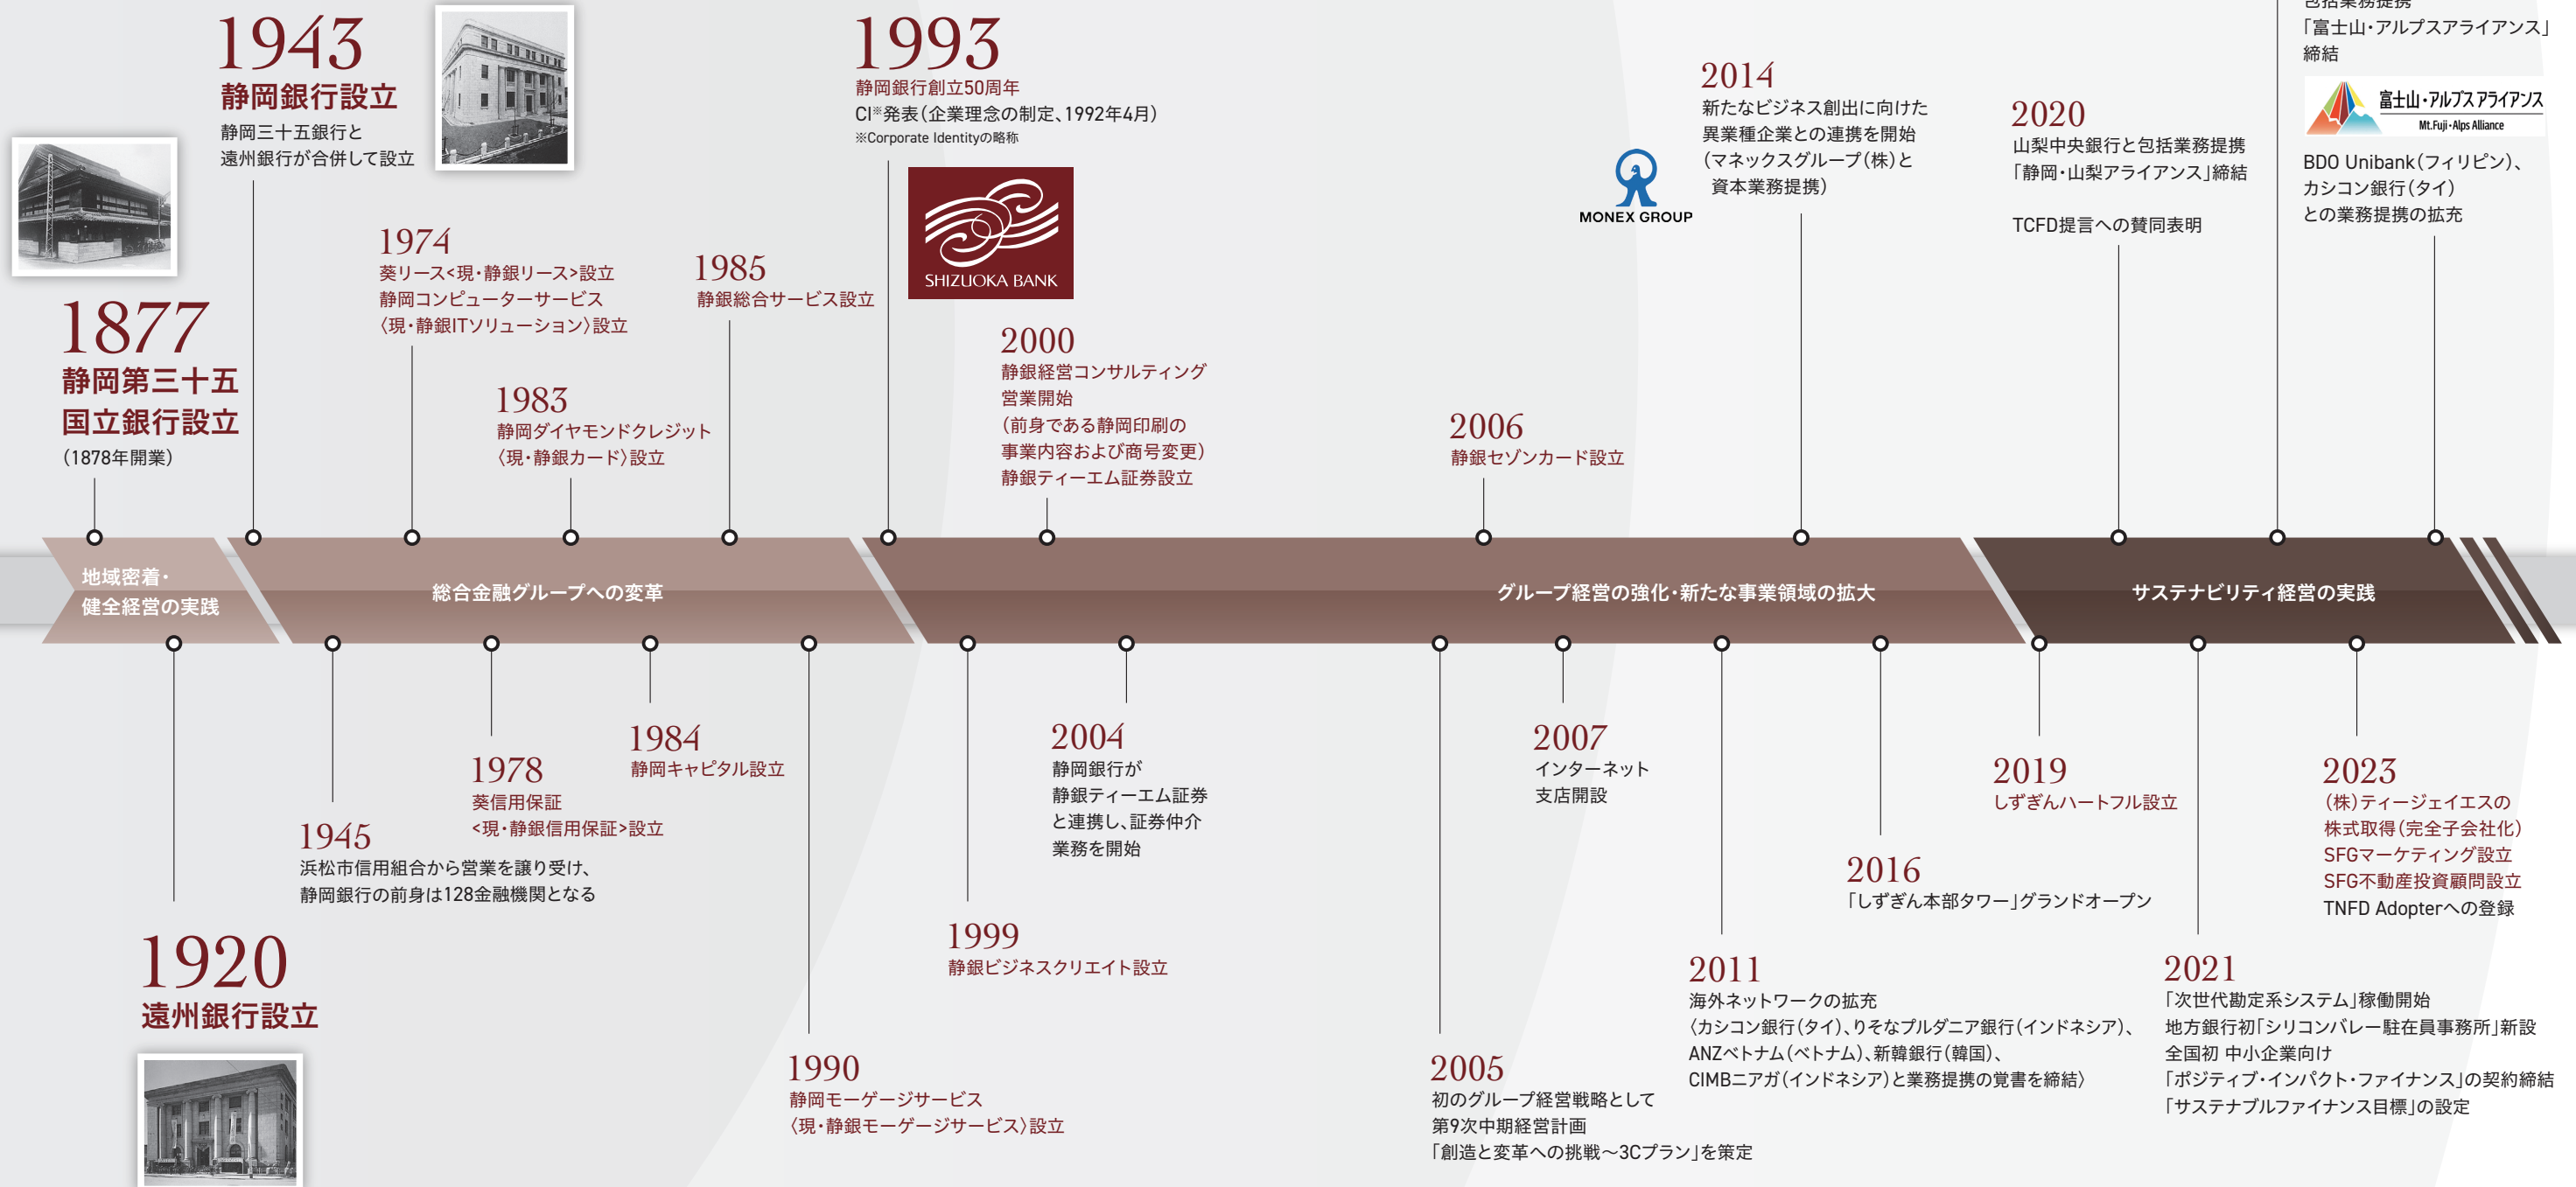 1877
静岡第三十五
国立銀行設立
（1878年開業）
1943
静岡銀行設立
静岡三十五銀行と
遠州銀行が合併して設立
1974
葵リース<現・静銀リース>設立
静岡コンピューターサービス
〈現・静銀ITソリューション〉設立
1983
静岡ダイヤモンドクレジット
〈現・静銀カード〉設立
1985
静銀総合サービス設立
1993
静岡銀行創立50周年
CI※発表（企業理念の制定、1992年4月）
※Corporate Identityの略称
SHIZUOKA BANK
2000
静銀経営コンサルティング
営業開始
（前身である静岡印刷の
事業内容および商号変更）
静銀ティーエム証券設立
2006
静銀セゾンカード設立
MONEX GROUP
2014
新たなビジネス創出に向けた
異業種企業との連携を開始
（マネックスグループ（株）と
資本業務提携）
2020
山梨中央銀行と包括業務提携
「静岡・山梨アライアンス」締結
TCFD提言への賛同表明
包括業務提携
「富士山・アルプスアライアンス」
締結
富士山・アルプス アライアンス
Mt.Fuji・Alps Alliance
BDO Unibank（フィリピン）、
カシコン銀行（タイ）
との業務提携の拡充
地域密着・
健全経営の実践
総合金融グループへの変革
グループ経営の強化・新たな事業領域の拡大
サステナビリティ経営の実践
1920
遠州銀行設立
1945
浜松市信用組合から営業を譲り受け、
静岡銀行の前身は128金融機関となる
1978
葵信用保証
<現・静銀信用保証>設立
1984
静岡キャピタル設立
1990
静岡モーゲージサービス
〈現・静銀モーゲージサービス〉設立
1999
静銀ビジネスクリエイト設立
2004
静岡銀行が
静銀ティーエム証券
と連携し、証券仲介
業務を開始
2005
初のグループ経営戦略として
第9次中期経営計画
「創造と変革への挑戦～3Cプラン」を策定
2007
インターネット
支店開設
2011
海外ネットワークの拡充
〈カシコン銀行（タイ）、りそなプルダニア銀行（インドネシア）、
ANZベトナム（ベトナム）、新韓銀行（韓国）、
CIMBニアガ（インドネシア）と業務提携の覚書を締結〉
2016
「しずぎん本部タワー」グランドオープン
2019
しずぎんハートフル設立
2021
「次世代勘定系システム」稼働開始
地方銀行初「シリコンバレー駐在員事務所」新設
全国初 中小企業向け
「ポジティブ・インパクト・ファイナンス」の契約締結
「サステナブルファイナンス目標」の設定
2023
（株）ティージェイエスの
株式取得（完全子会社化）
SFGマーケティング設立
SFG不動産投資顧問設立
TNFD Adopterへの登録